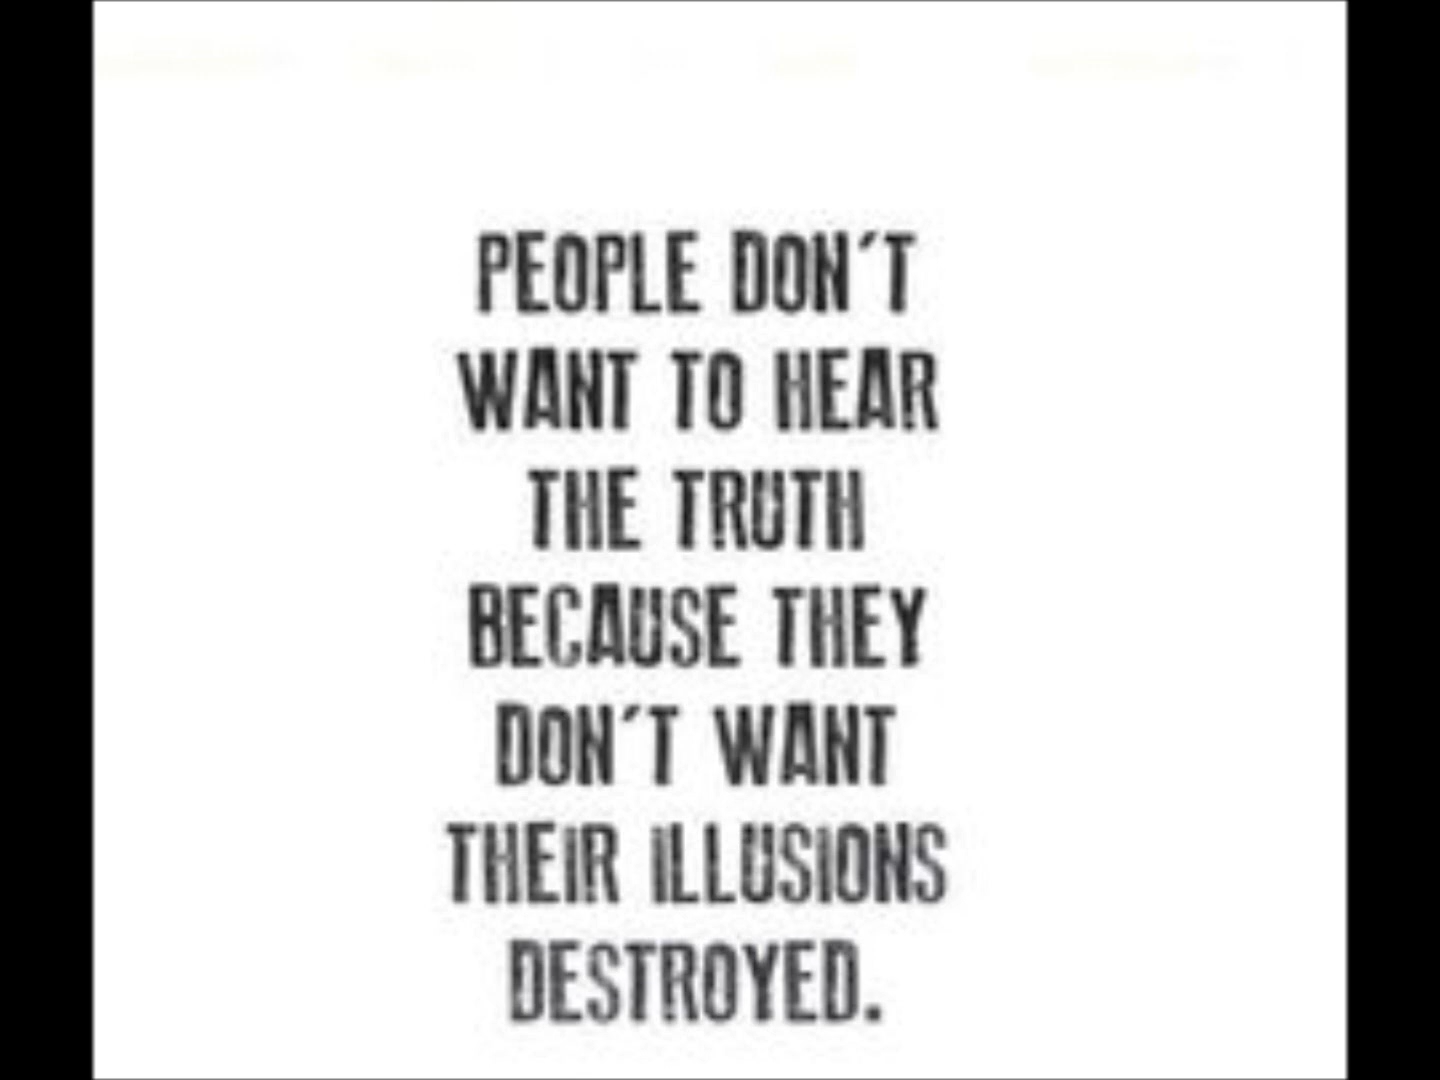 PEOPLE DON´T
WANT TO HEAR
THE TRUTH
BECAUSE THEY
DON´T WANT
THEIR ILLUSIONS
DESTROYED.